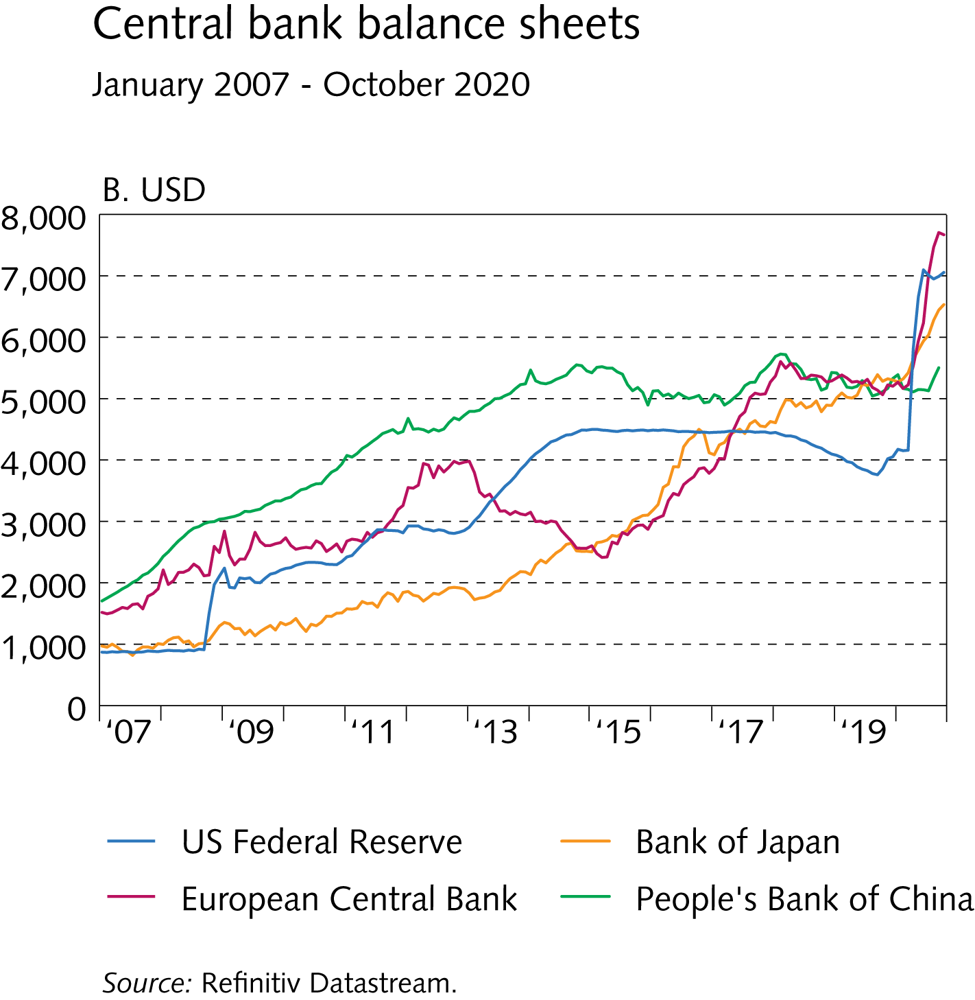 Central bank balance sheets
January 2007 - October 2020
B. USD
8,000
7,000
6,000
5,000
4,000
3,000
2,000
1,000
0
‘07 ‘09 ‘11 ‘13 ‘15 ‘17 ‘19
US Federal Reserve Bank of Japan
European Central Bank People's Bank of China
Source: Refinitiv Datastream.